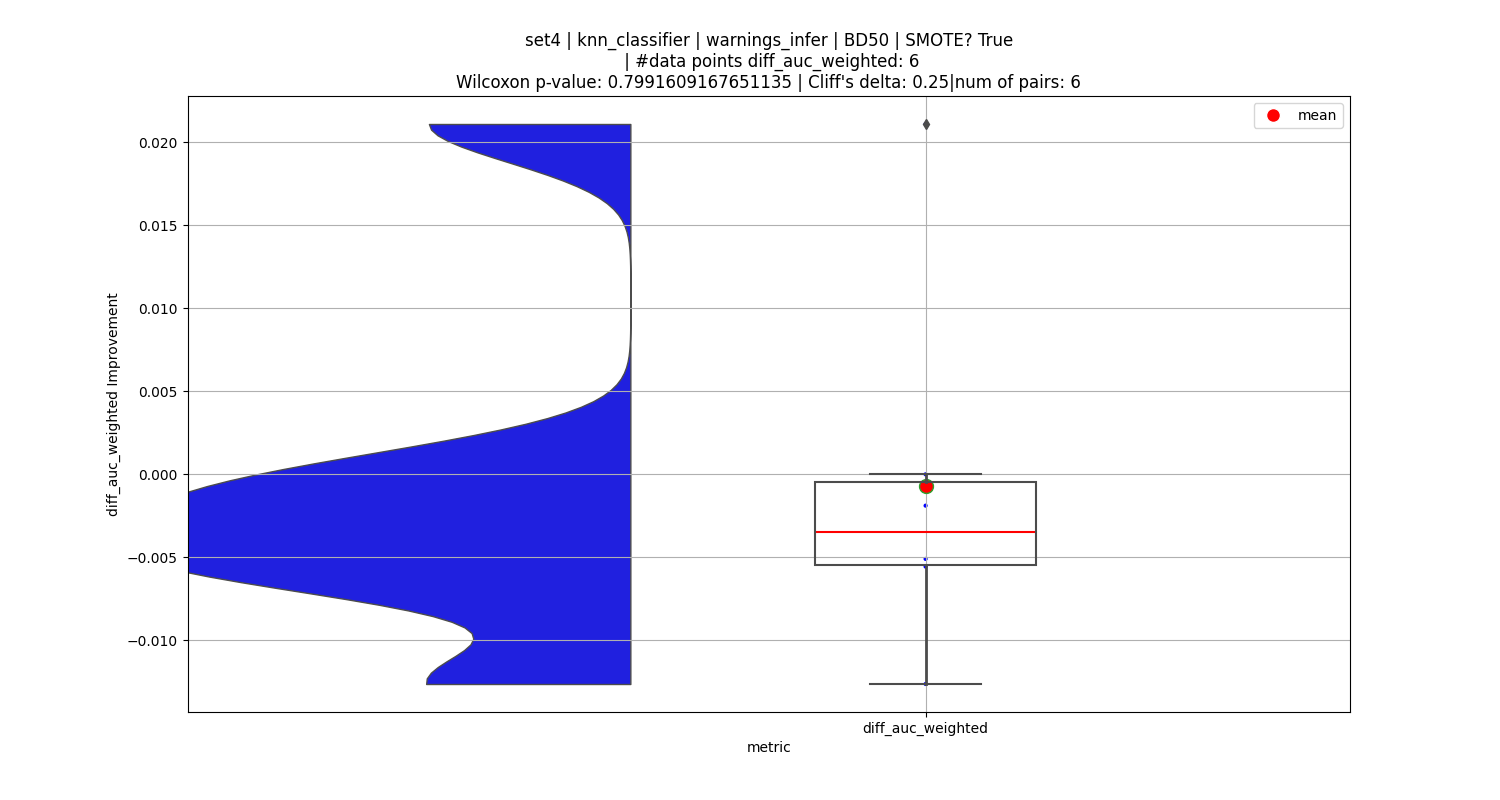 set4 | knn_classifier | warnings_infer | BD50 | SMOTE? True
| #data points diff_auc_weighted: 6
Wilcoxon p-value: 0.7991609167651135 | Cliff's delta: 0.25|num of pairs: 6
mean
0.020
0.015
0.010
0.005
0.000
−0.005
−0.010
diff_auc_weighted Improvement
diff_auc_weighted
metric